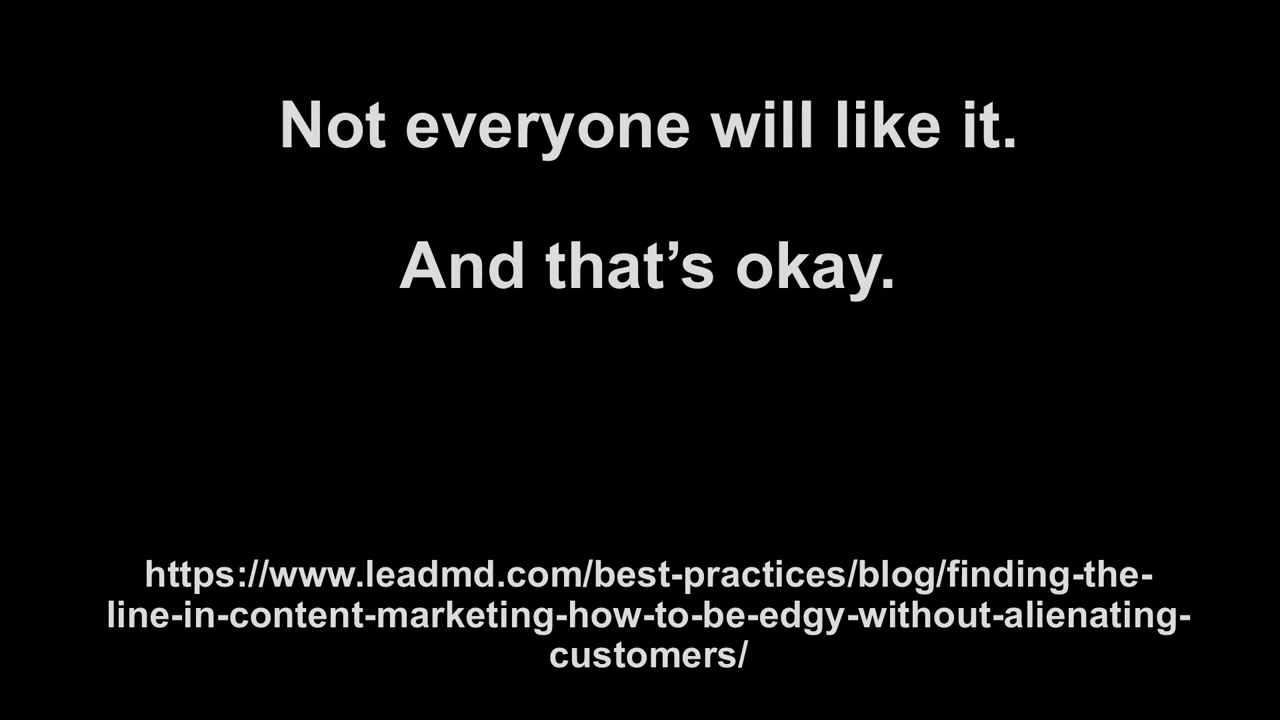 Not everyone will like it.
And that’s okay.
https://www.leadmd.com/best-practices/blog/finding-the-
line-in-content-marketing-how-to-be-edgy-without-alienating-
customers/